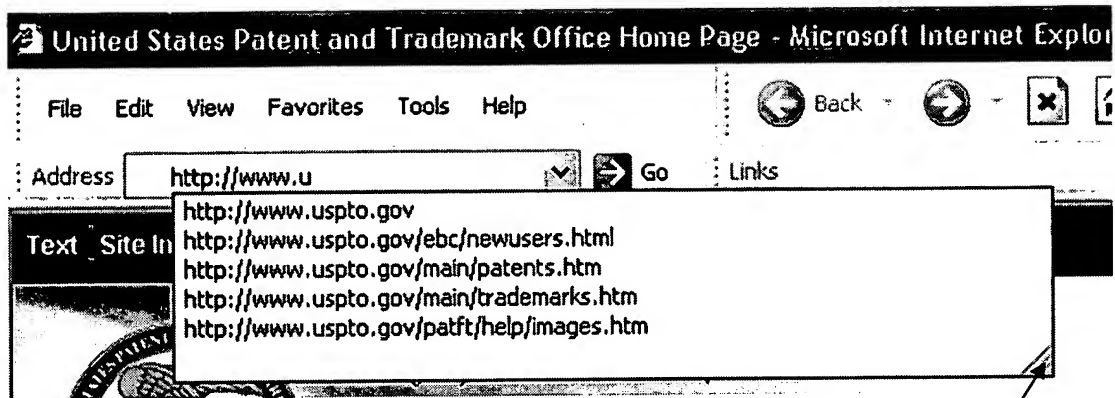 United States Patent and Trademark Office Home Page - Microsoft Internet Explor
File Edit View Favorites Tools Help Back
Address http://www.u Go Links
http://www.uspto.gov
Text Site In
http://www.uspto.gov/ebc/newusers.html
http://www.uspto.gov/main/patents.htm
http://www.uspto.gov/main/trademarks.htm
http://www.uspto.gov/patft/help/images.htm
STATES PATENT